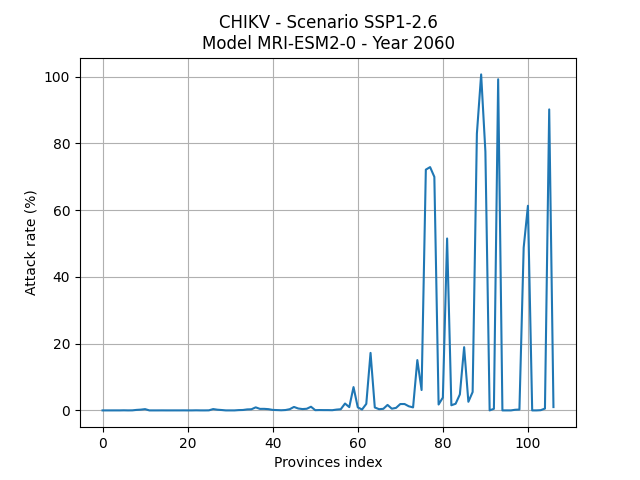 CHIKV - Scenario SSP1-2.6
Model MRI-ESM2-0 - Year 2060
100
80
60
40
20
0
Attack rate (%)
0 20 40 60 80 100
Provinces index